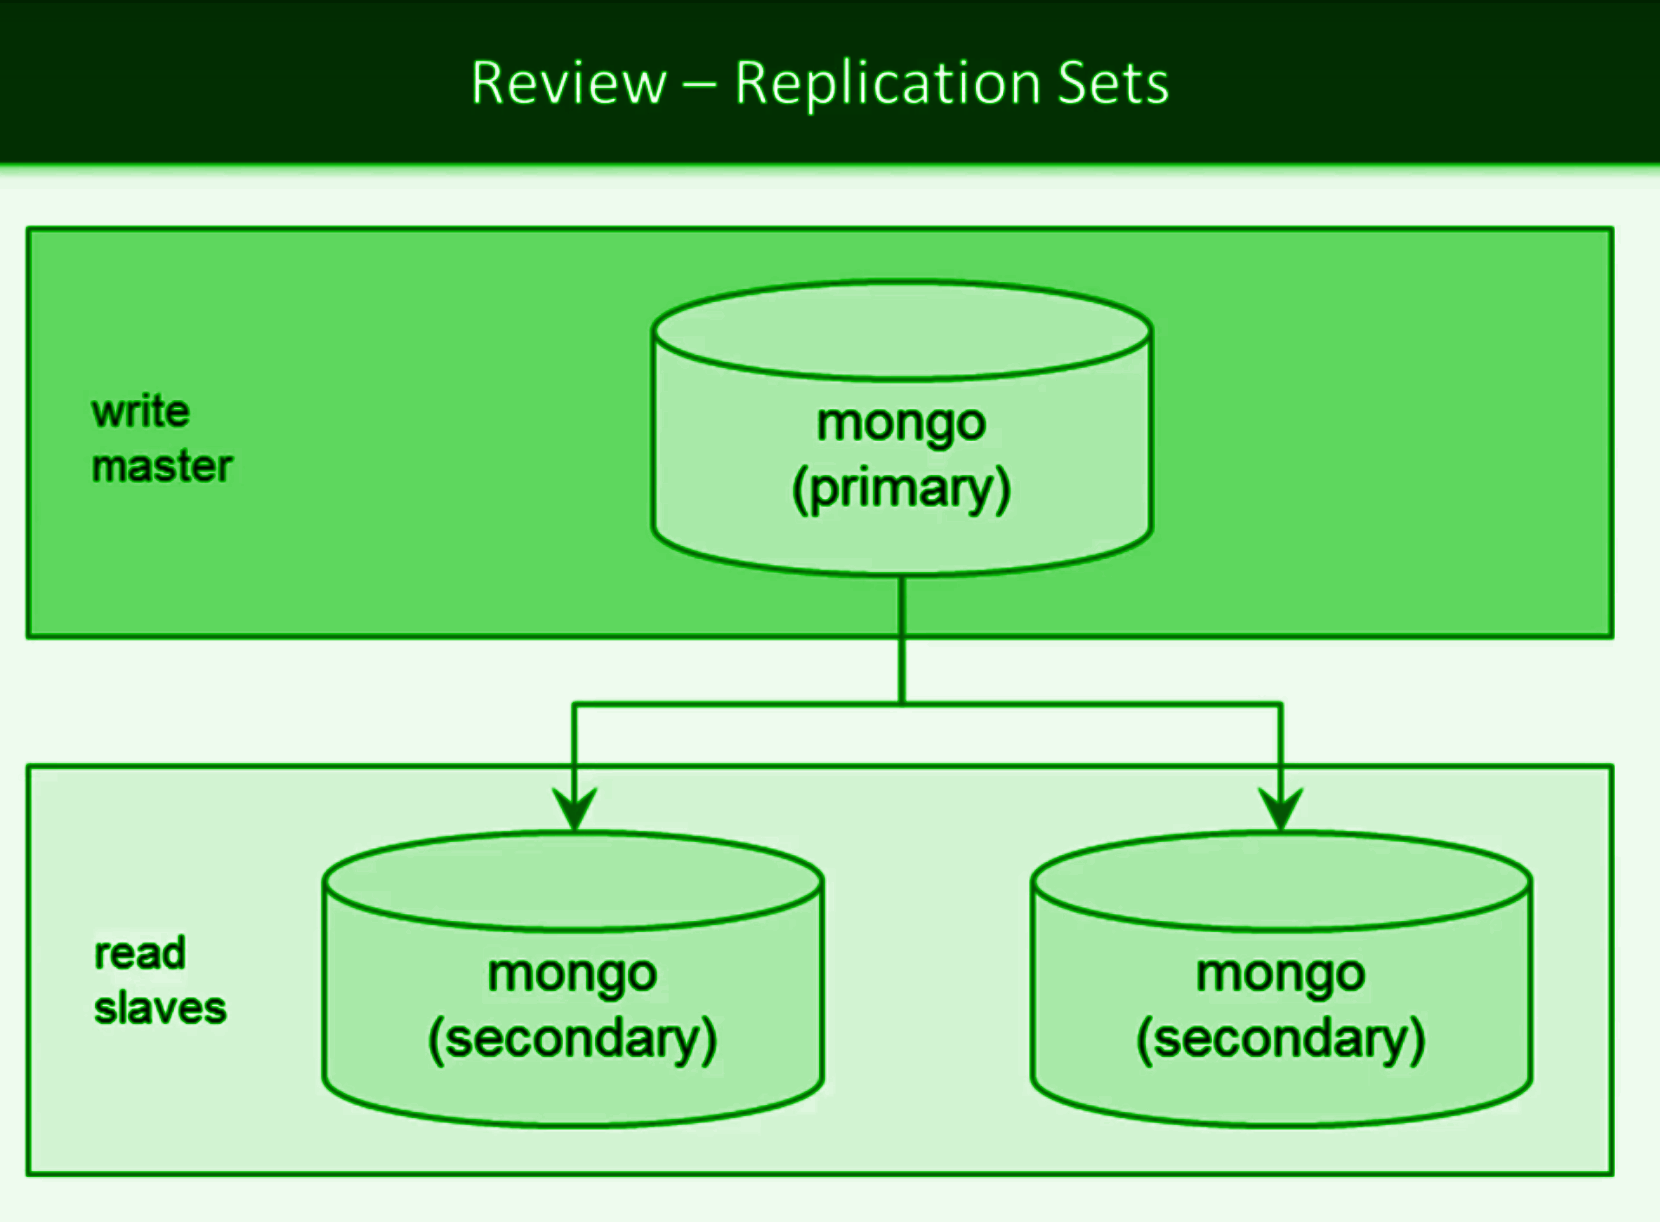 Review – Replication Sets
write
master
mongo
(primary)
read
slaves
mongo
(secondary)
mongo
(secondary)